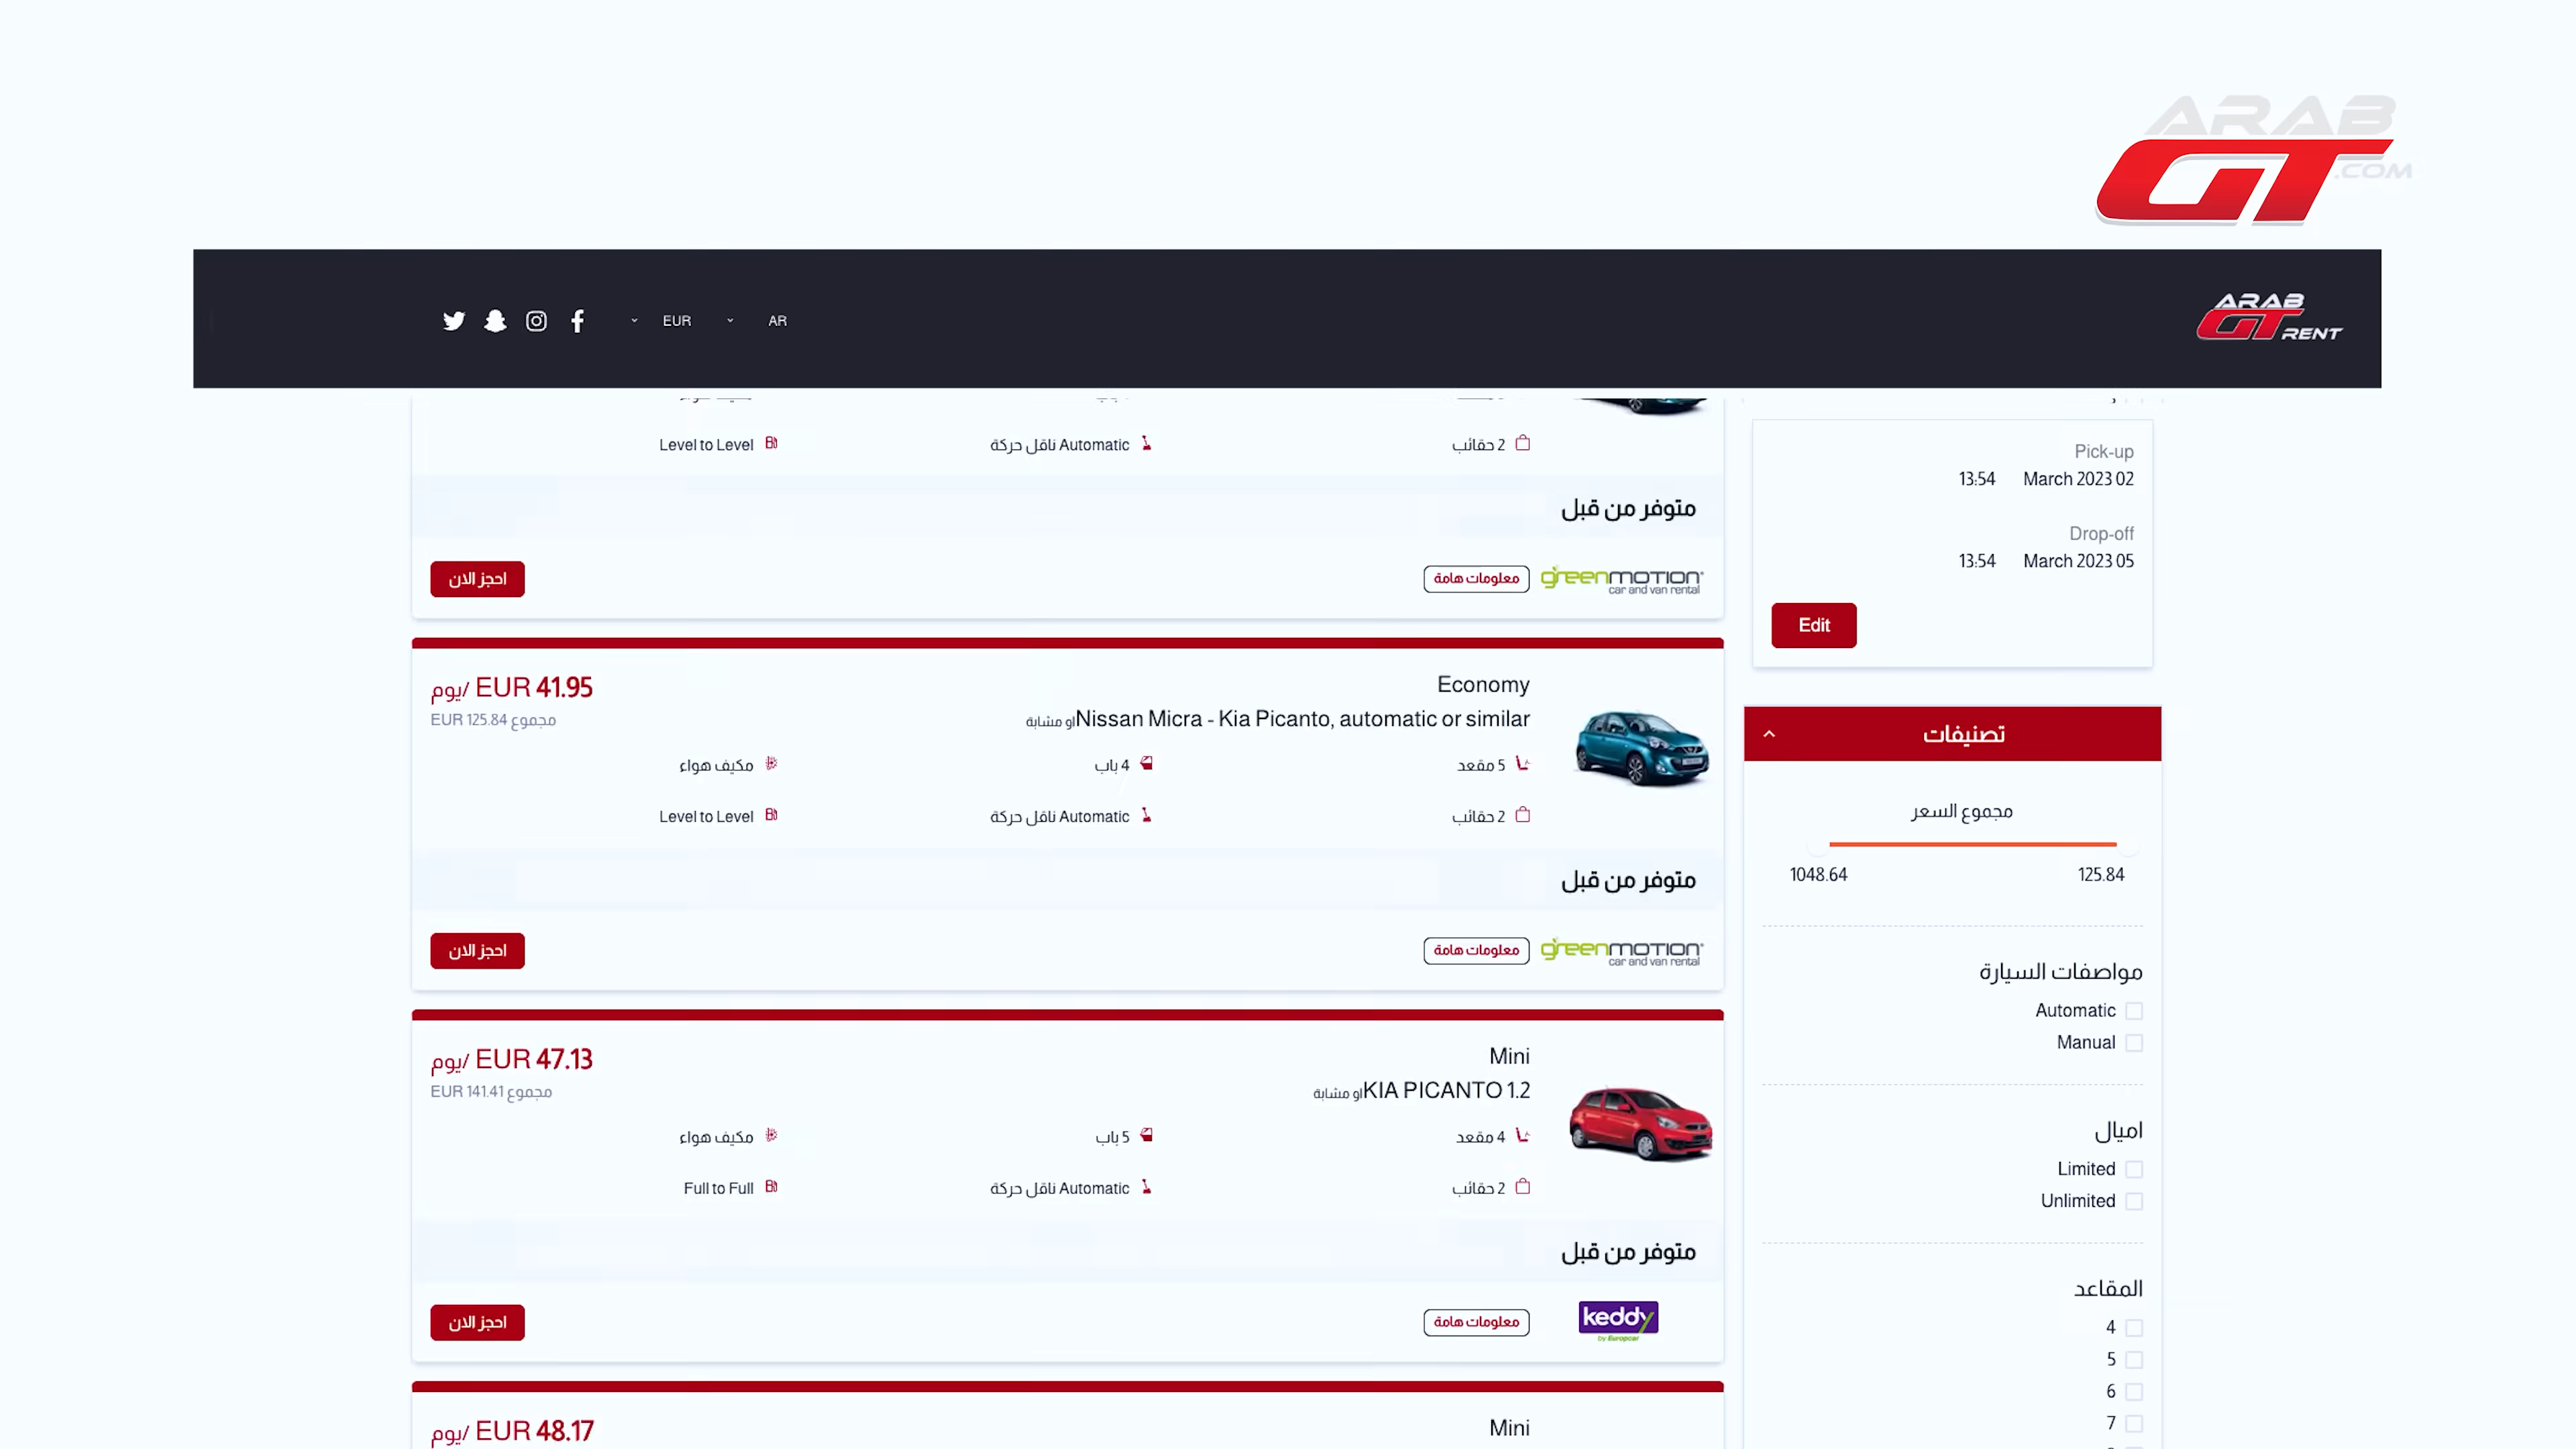 ARAB
GT
.COM
ARAB
GT RENT
AR
EUR
2 حقائب
Automatic ناقل حركة
Level to Level
متوفر من قبل
greenmotion
car and van rental
معلومات هامة
احجز الان
Economy
Nissan Micra - Kia Picanto, automatic or similarاو مشابة
EUR 41.95 /يوم
مجموع EUR 125.84
5 مقعد
4 باب
مكيف هواء
2 حقائب
Automatic ناقل حركة
Level to Level
متوفر من قبل
greenmotion
car and van rental
معلومات هامة
احجز الان
Mini
KIA PICANTO 1.2او مشابة
EUR 47.13 /يوم
مجموع EUR 141.41
4 مقعد
5 باب
مكيف هواء
2 حقائب
Automatic ناقل حركة
Full to Full
متوفر من قبل
keddy
by Europcar
معلومات هامة
احجز الان
Mini
EUR 48.17 /يوم
Pick-up
March 2023 02 13:54
Drop-off
March 2023 05 13:54
Edit
تصنيفات
مجموع السعر
125.84
1048.64
مواصفات السيارة
Automatic
Manual
اميال
Limited
Unlimited
المقاعد
4
5
6
7